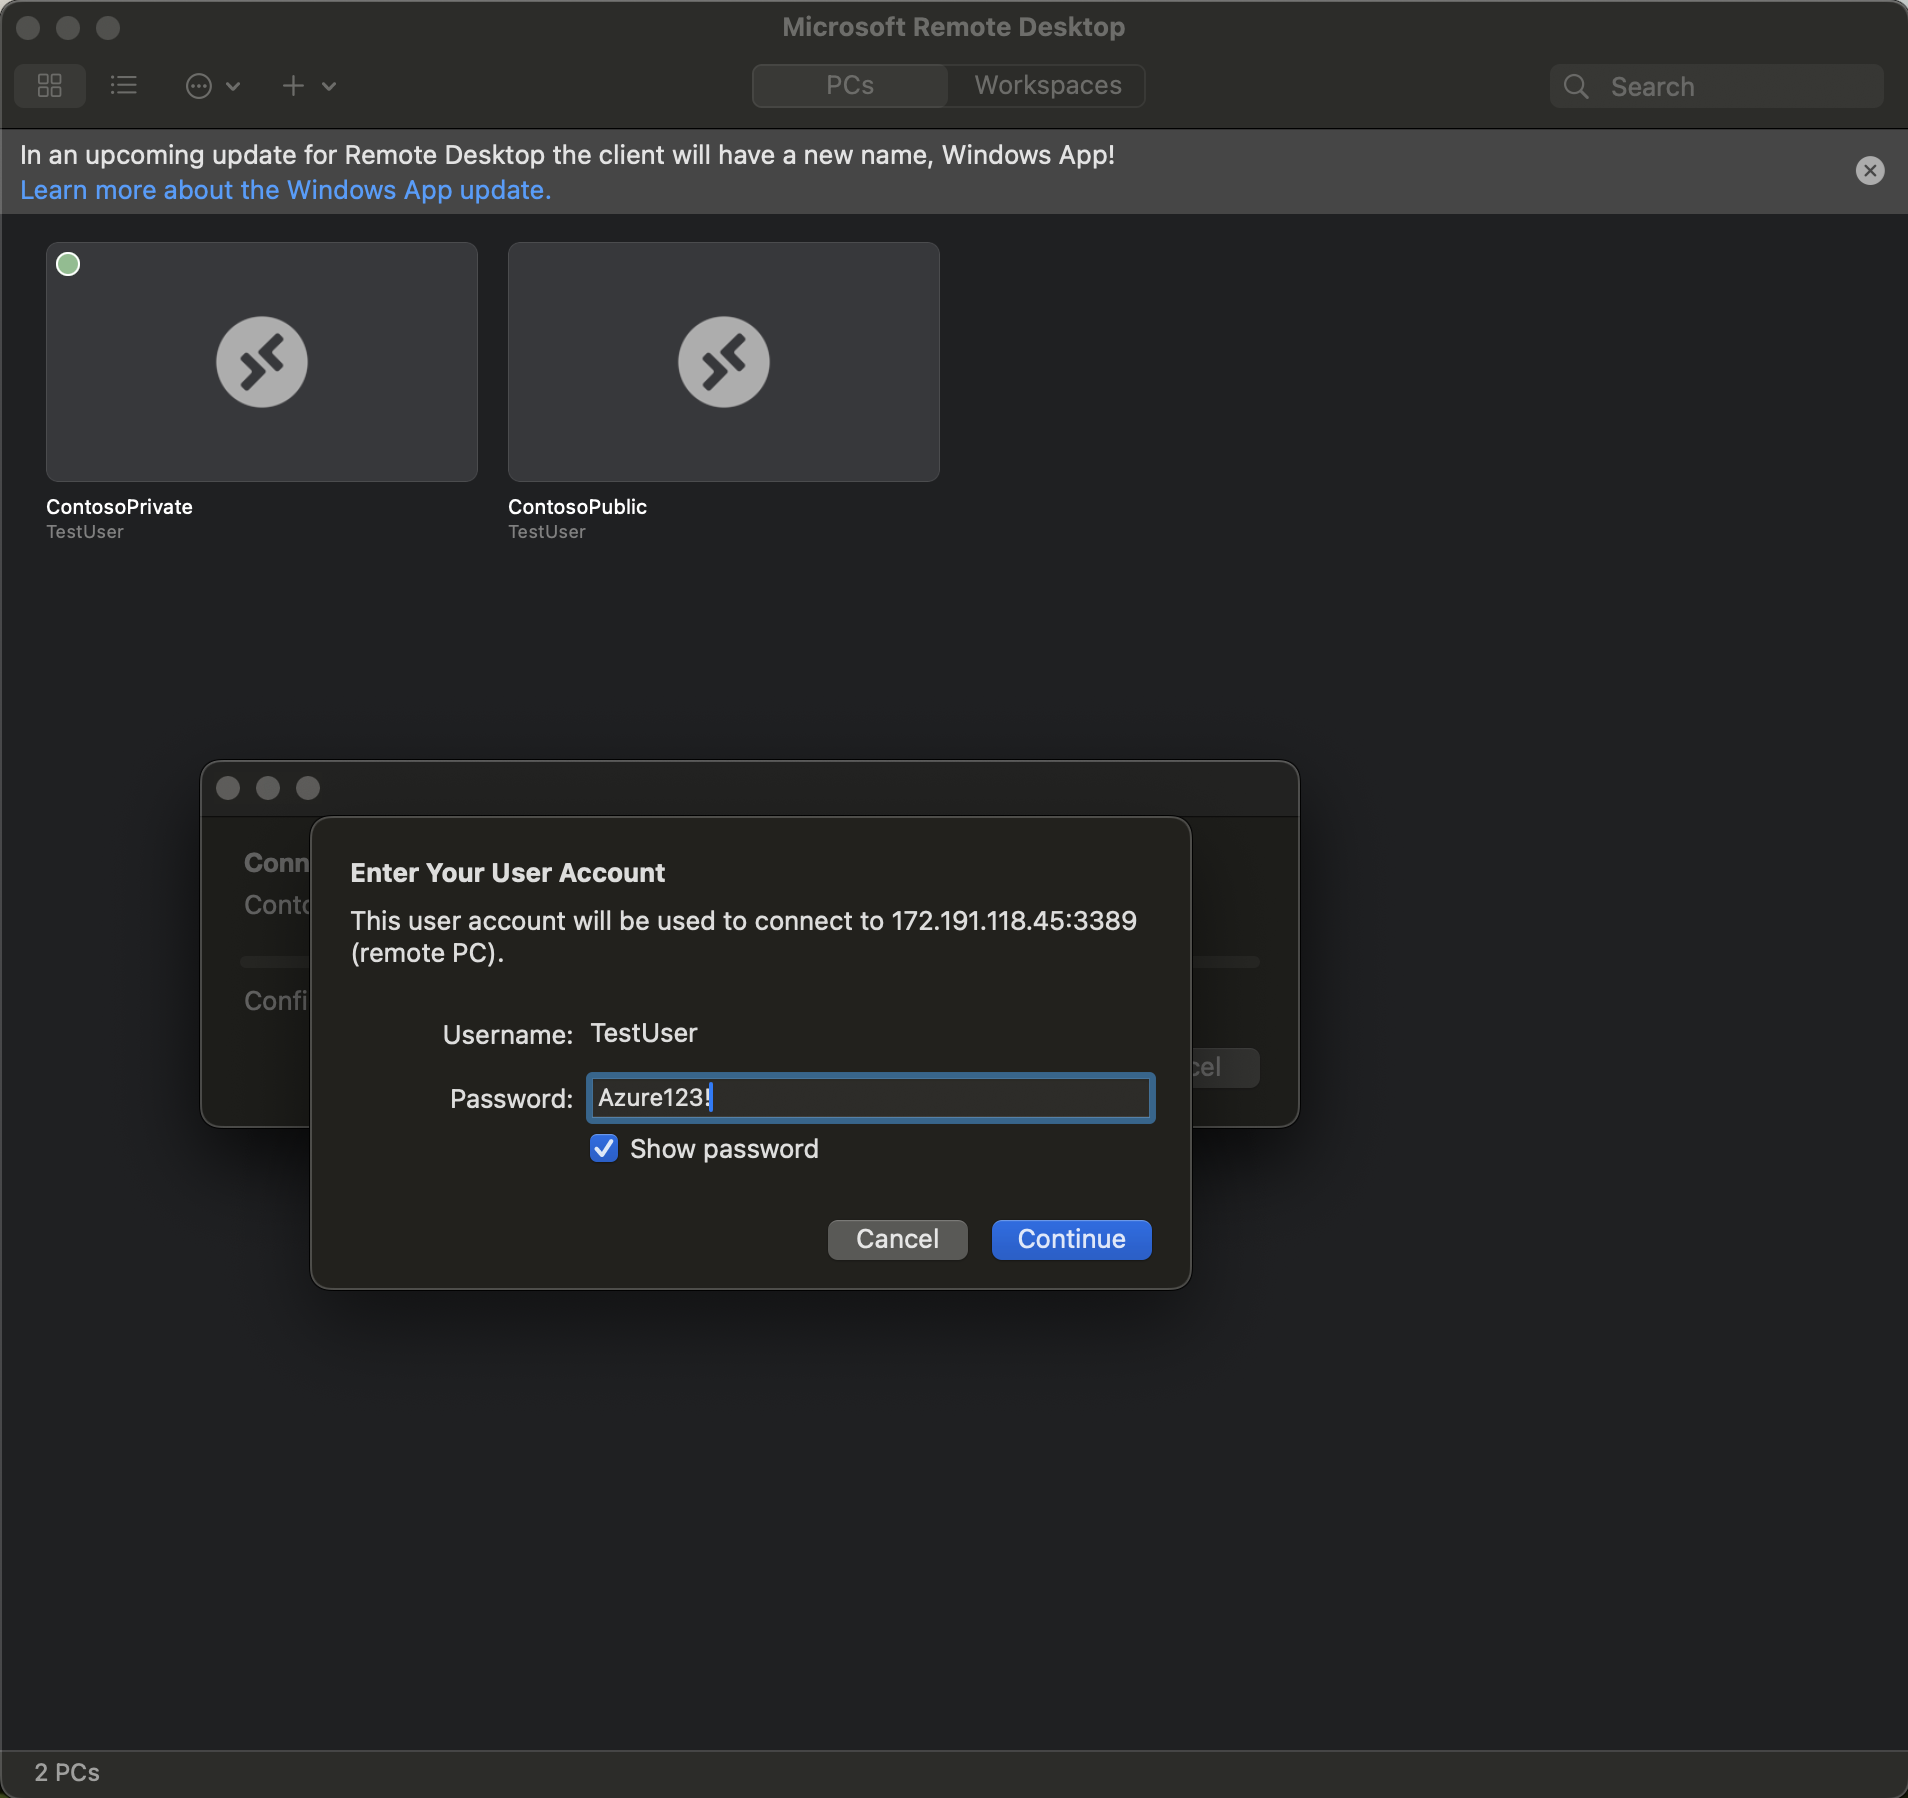 Microsoft Remote Desktop
PCs
Workspaces
Search
In an upcoming update for Remote Desktop the client will have a new name, Windows App!
Learn more about the Windows App update.
ContosoPrivate
TestUser
ContosoPublic
TestUser
Conn
Conto
Confi
cel
Enter Your User Account
This user account will be used to connect to 172.191.118.45:3389
(remote PC).
Username: TestUser
Password: Azure123!
Show password
Cancel
Continue
2 PCs